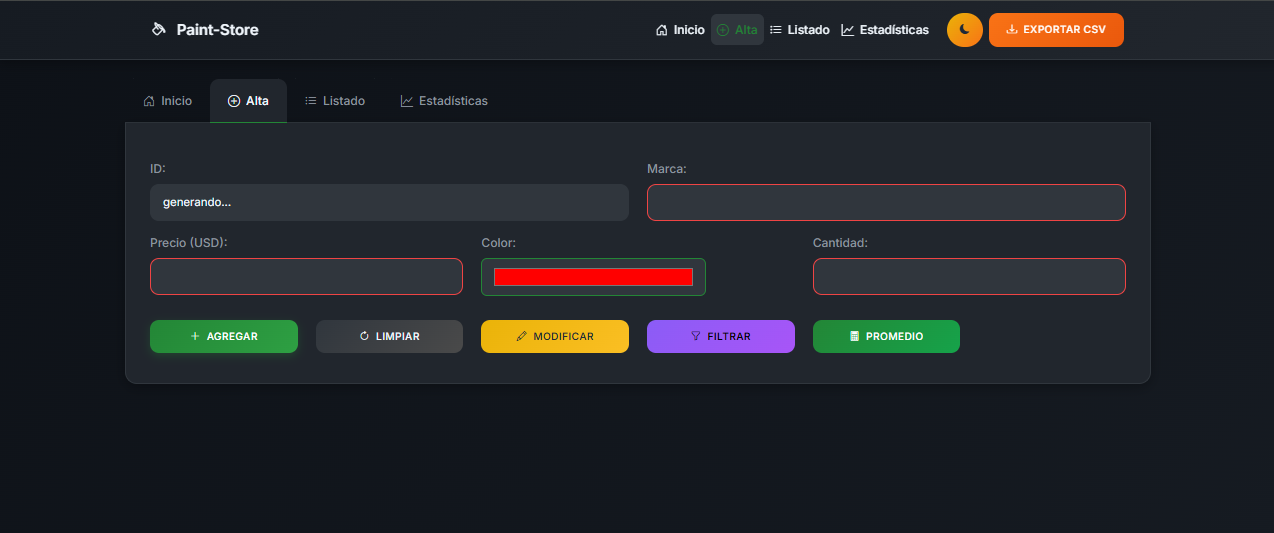 Paint-Store Inicio Alta Listado Estadísticas EXPORTAR CSV
Inicio Alta Listado Estadísticas
ID: Marca:
generando...
Precio (USD): Color: Cantidad:
AGREGAR LIMPIAR MODIFICAR FILTRAR PROMEDIO